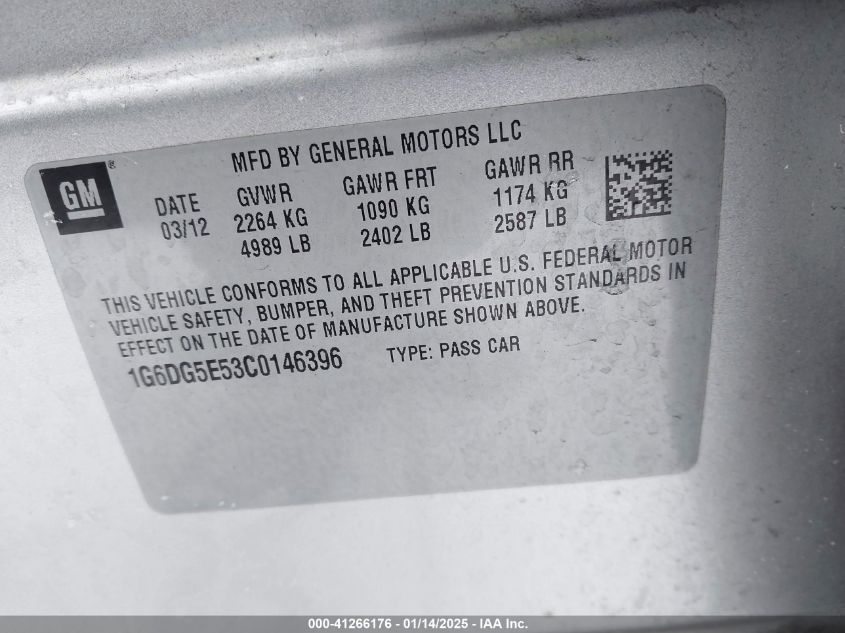 GM ®
MFD BY GENERAL MOTORS LLC
DATE GVWR GAWR FRT GAWR RR
03/12 2264 KG 1090 KG 1174 KG
4989 LB 2402 LB 2587 LB
THIS VEHICLE CONFORMS TO ALL APPLICABLE U.S. FEDERAL MOTOR
VEHICLE SAFETY, BUMPER, AND THEFT PREVENTION STANDARDS IN
EFFECT ON THE DATE OF MANUFACTURE SHOWN ABOVE.
1G6DG5E53C0146396 TYPE: PASS CAR
000-41266176 - 01/14/2025 - IAA Inc.